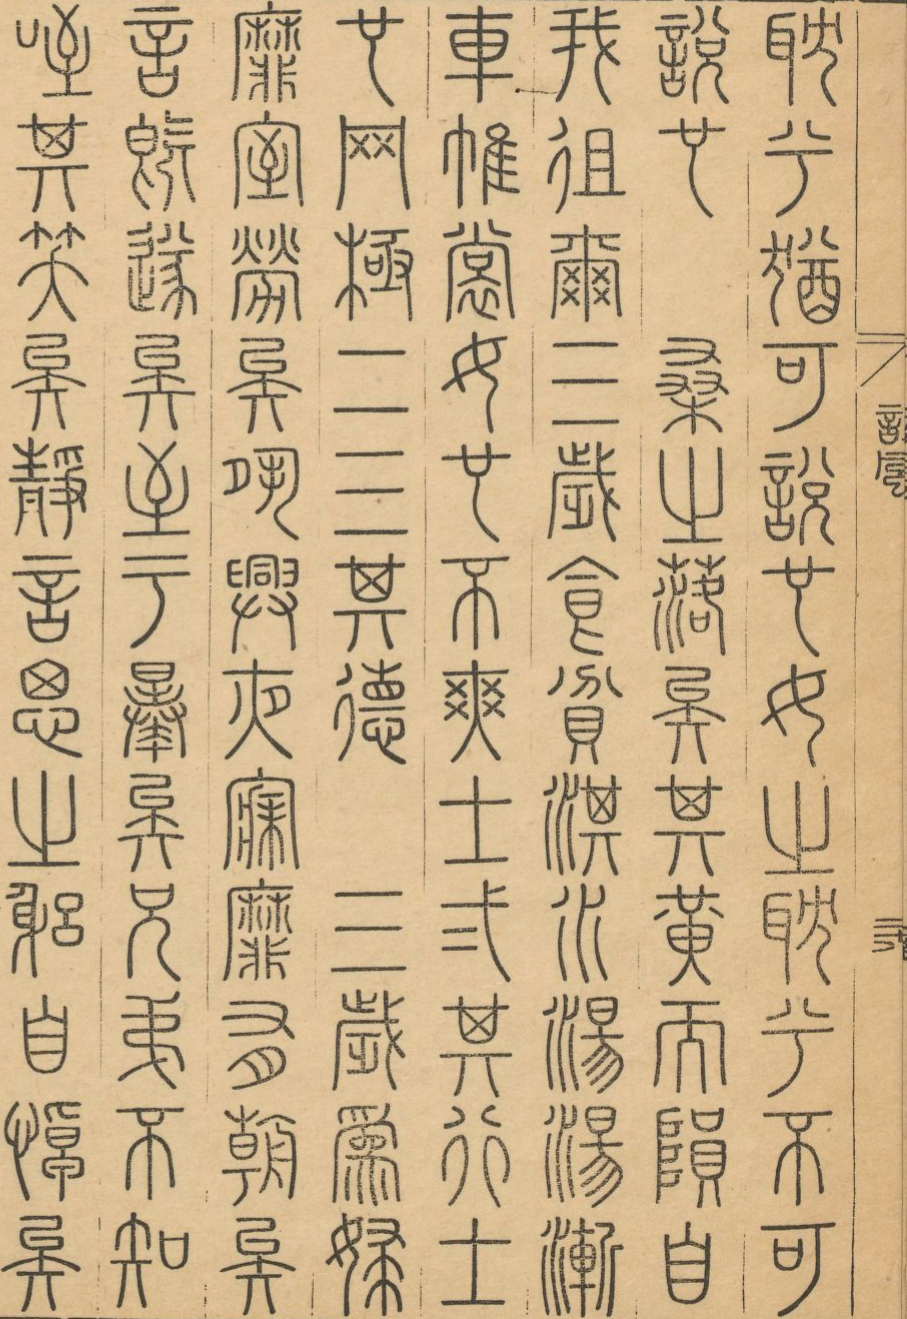 耽兮猶可說也女之耽兮不可
說也 桑之落矣其黃而隕自
我徂爾三歲食貧淇水湯湯漸
車帷裳女也不爽士弍其行士
也网極二三其德 三歲為婦
靡室勞矣夙興夜寐靡有朝矣
言既遂矣至于暴矣兄弟不知
咥其笑矣靜言思之躬自悼矣